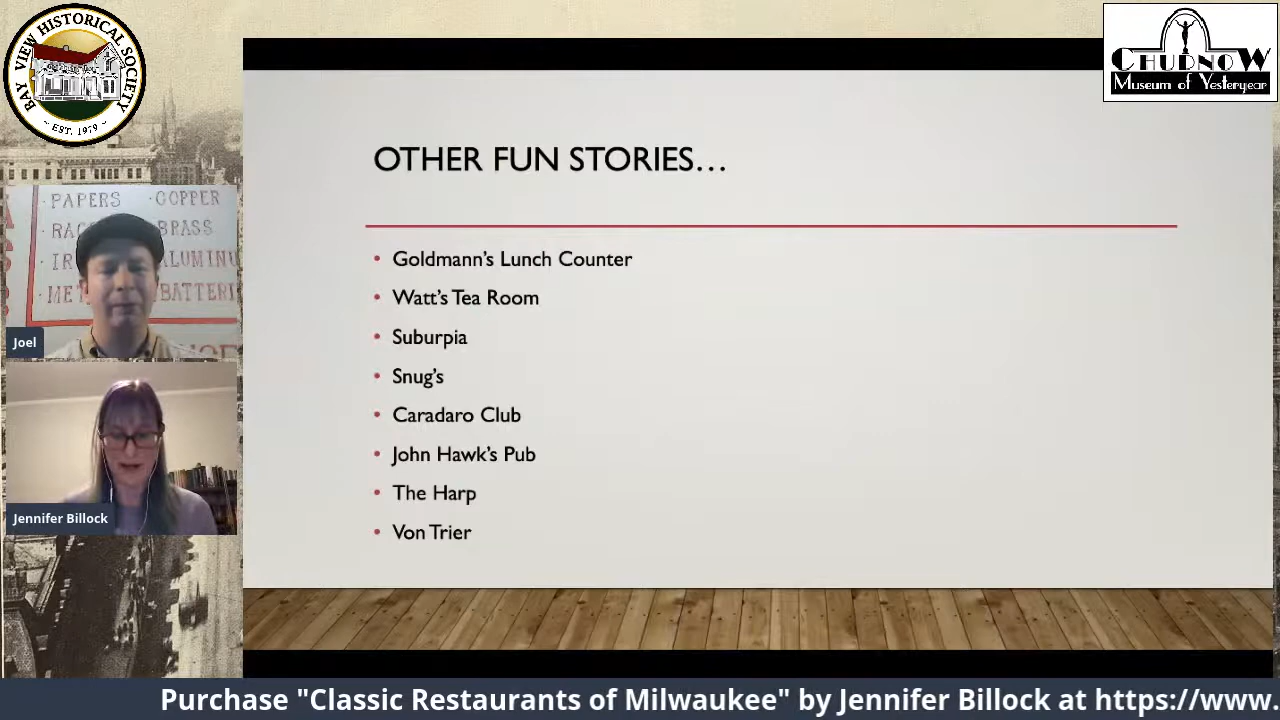 BAY VIEW HISTORICAL SOCIETY
~ EST. 1979 ~
CHUDNOW
Museum of Yesteryear
OTHER FUN STORIES…
• Goldmann's Lunch Counter
• Watt's Tea Room
• Suburpia
• Snug's
• Caradaro Club
• John Hawk's Pub
• The Harp
• Von Trier
· PAPERS · COPPER
BRASS
ALUMINU
BATTERI
Joel
Jennifer Billock
Purchase "Classic Restaurants of Milwaukee" by Jennifer Billock at https://www.